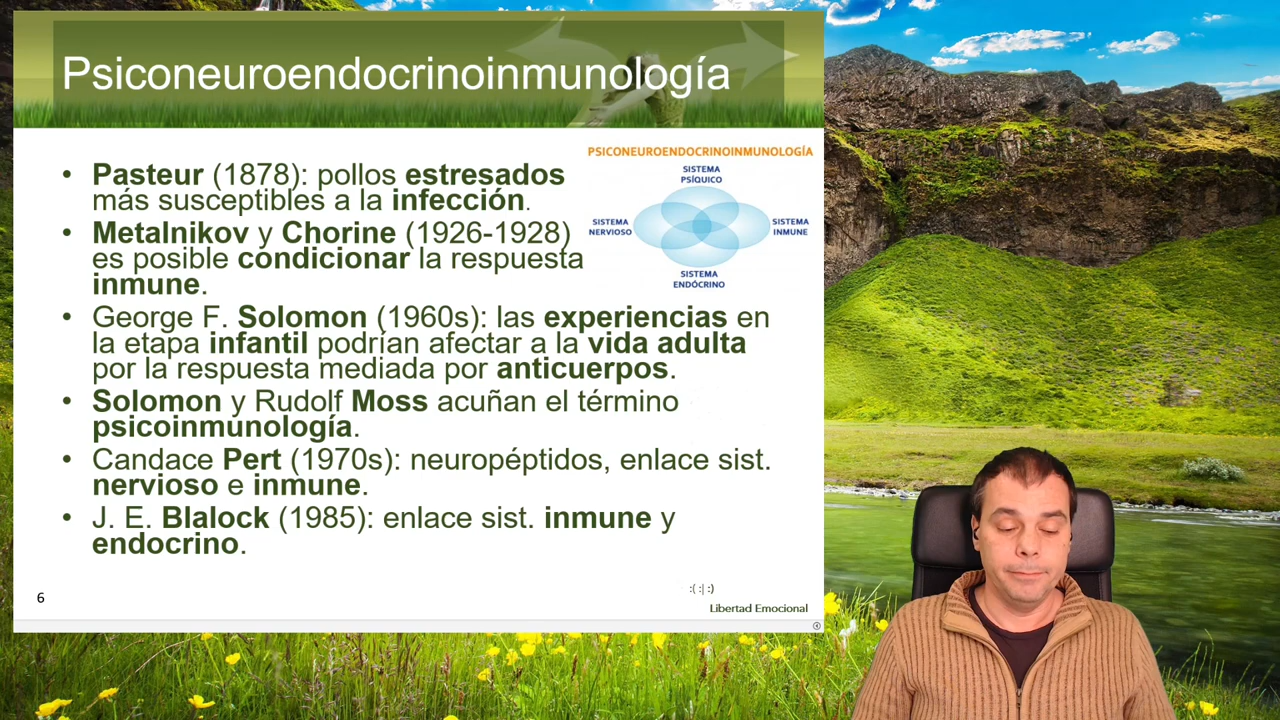 Psiconeuroendocrinoinmunología
• Pasteur (1878): pollos estresados
más susceptibles a la infección.
• Metalnikov y Chorine (1926-1928)
es posible condicionar la respuesta
inmune.
• George F. Solomon (1960s): las experiencias en
la etapa infantil podrían afectar a la vida adulta
por la respuesta mediada por anticuerpos.
• Solomon y Rudolf Moss acuñan el término
psicoinmunología.
• Candace Pert (1970s): neuropéptidos, enlace sist.
nervioso e inmune.
• J. E. Blalock (1985): enlace sist. inmune y
endocrino.
PSICONEUROENDOCRINOINMUNOLOGÍA
SISTEMA
PSÍQUICO
SISTEMA
NERVIOSO
SISTEMA
INMUNE
SISTEMA
ENDÓCRINO
:( :| :)
Libertad Emocional
6